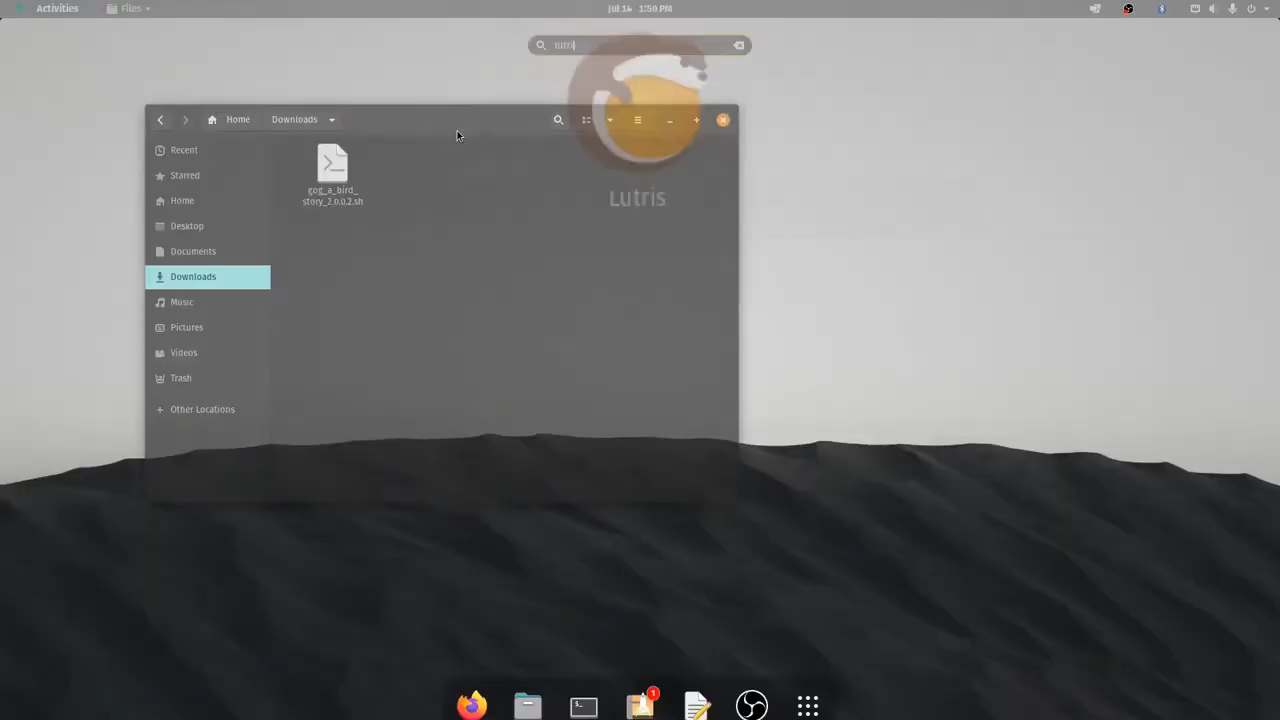 Activities
Files
Jul 14 1:50 PM
lutri
Home
Downloads
Recent
Starred
Home
Desktop
Documents
Downloads
Music
Pictures
Videos
Trash
Other Locations
gog_a_bird_
story_2.0.0.2.sh
Lutris
1